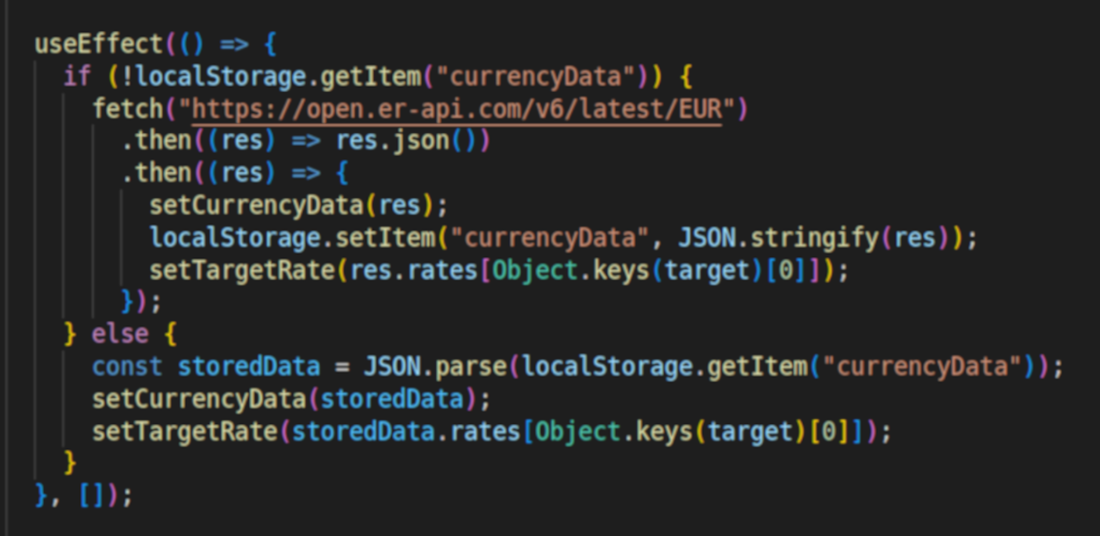 useEffect(() => {
  if (!localStorage.getItem("currencyData")) {
    fetch("https://open.er-api.com/v6/latest/EUR")
      .then((res) => res.json())
      .then((res) => {
        setCurrencyData(res);
        localStorage.setItem("currencyData", JSON.stringify(res));
        setTargetRate(res.rates[Object.keys(target)[0]]);
      });
  } else {
    const storedData = JSON.parse(localStorage.getItem("currencyData"));
    setCurrencyData(storedData);
    setTargetRate(storedData.rates[Object.keys(target)[0]]);
  }
}, []);